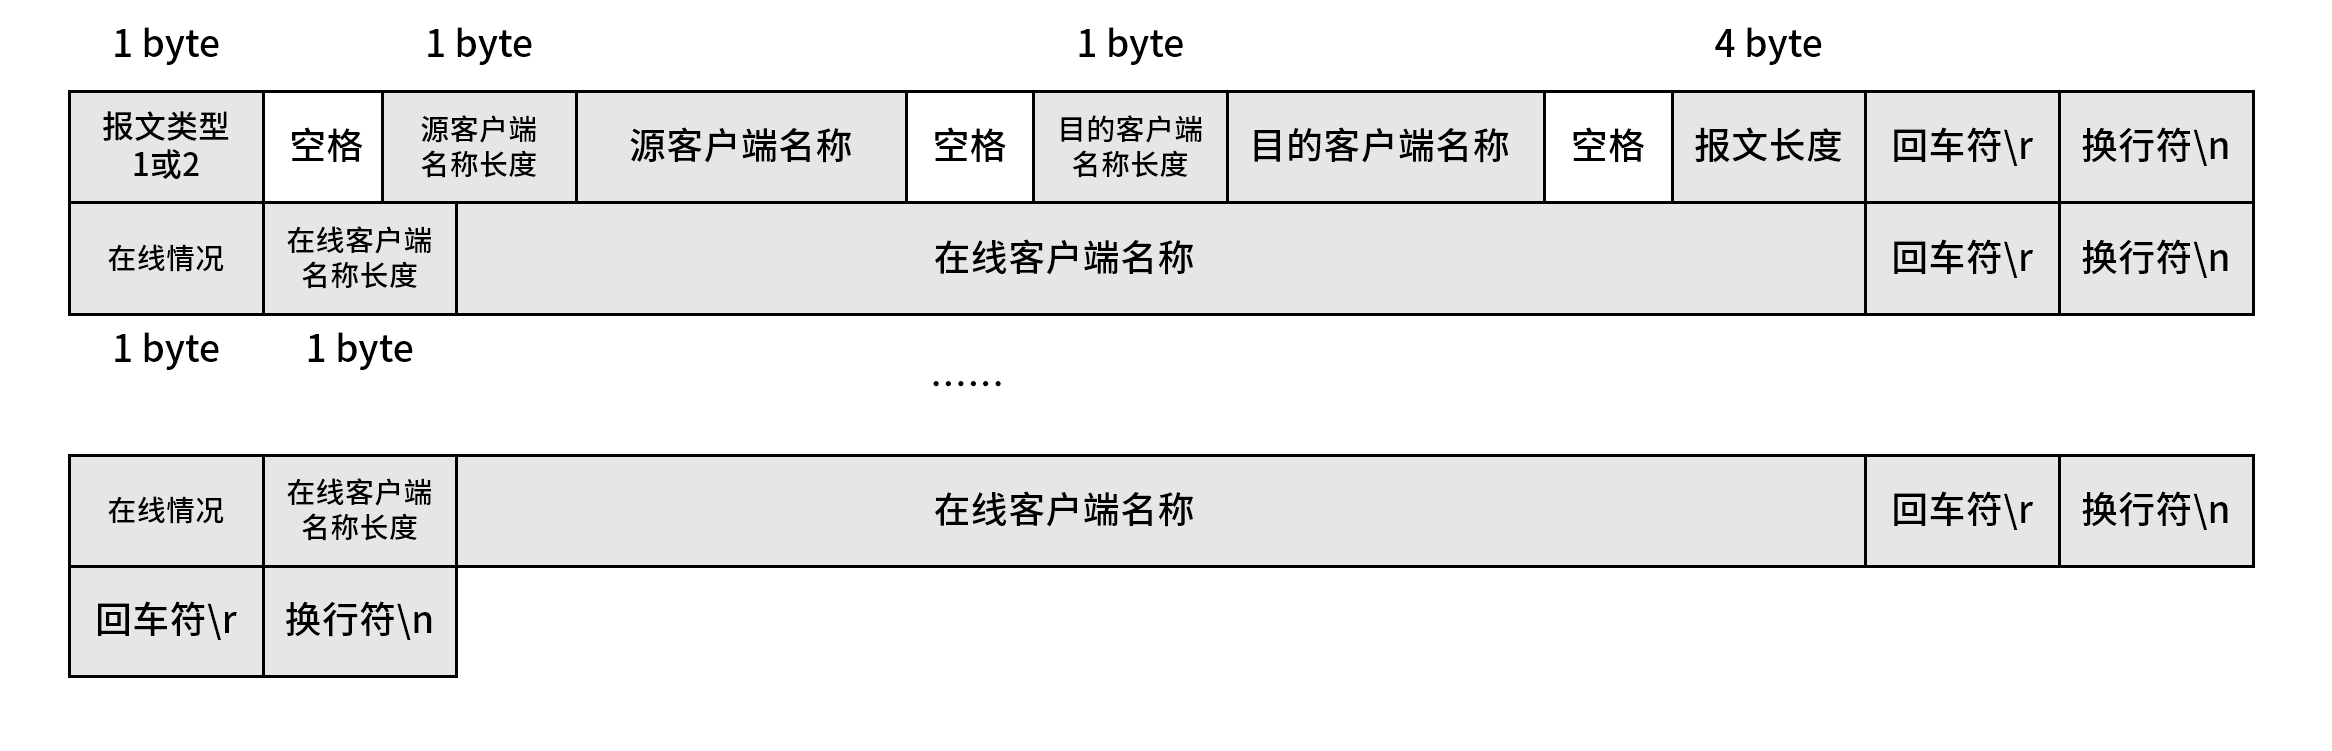 1 byte 1 byte 1 byte 4 byte
报文类型
1或2
空格
源客户端
名称长度
源客户端名称
空格
目的客户端
名称长度
目的客户端名称
空格
报文长度
回车符\r
换行符\n
在线情况
在线客户端
名称长度
在线客户端名称
回车符\r
换行符\n
1 byte 1 byte
......
在线情况
在线客户端
名称长度
在线客户端名称
回车符\r
换行符\n
回车符\r
换行符\n